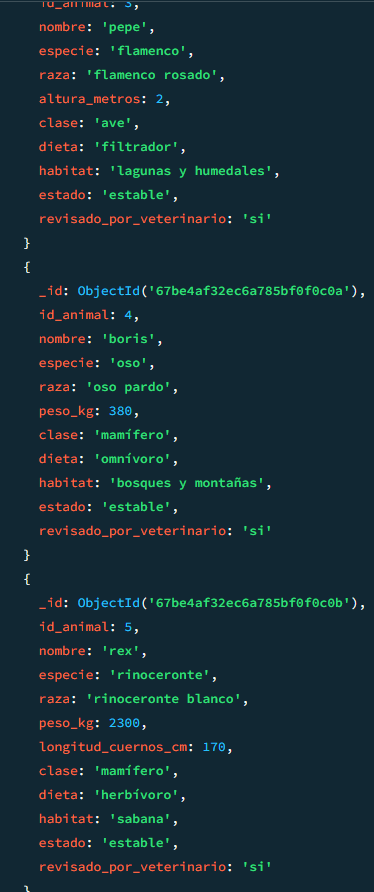 id_animal: 3,
nombre: 'pepe',
especie: 'flamenco',
raza: 'flamenco rosado',
altura_metros: 2,
clase: 'ave',
dieta: 'filtrador',
habitat: 'lagunas y humedales',
estado: 'estable',
revisado_por_veterinario: 'si'
}
{
_id: ObjectId('67be4af32ec6a785bf0f0c0a'),
id_animal: 4,
nombre: 'boris',
especie: 'oso',
raza: 'oso pardo',
peso_kg: 380,
clase: 'mamífero',
dieta: 'omnívoro',
habitat: 'bosques y montañas',
estado: 'estable',
revisado_por_veterinario: 'si'
}
{
_id: ObjectId('67be4af32ec6a785bf0f0c0b'),
id_animal: 5,
nombre: 'rex',
especie: 'rinoceronte',
raza: 'rinoceronte blanco',
peso_kg: 2300,
longitud_cuernos_cm: 170,
clase: 'mamífero',
dieta: 'herbívoro',
habitat: 'sabana',
estado: 'estable',
revisado_por_veterinario: 'si'
}